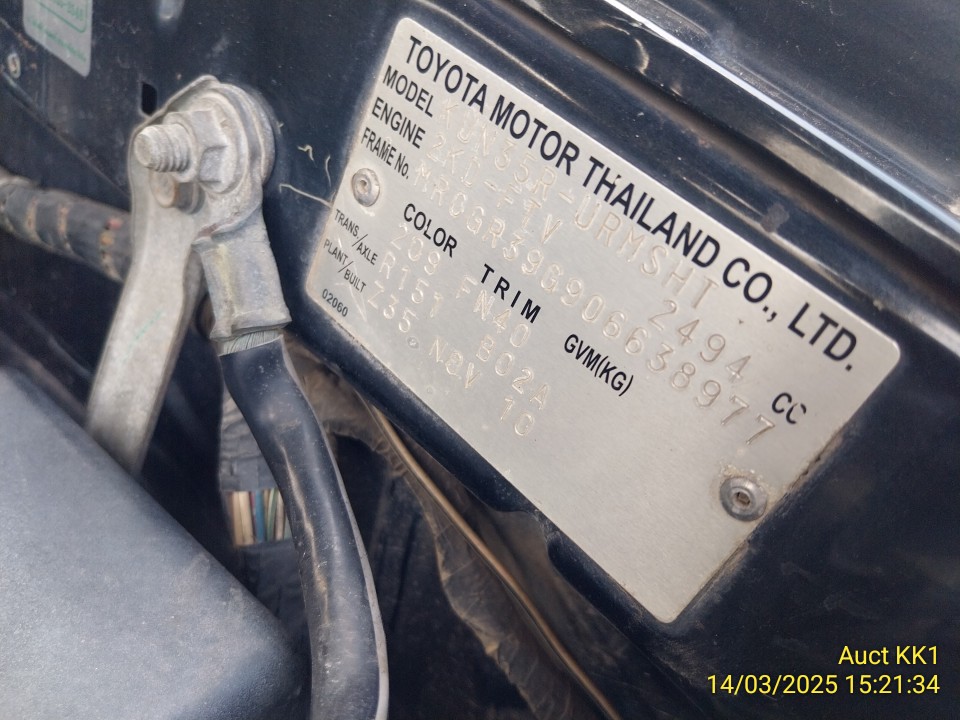 TOYOTA MOTOR THAILAND CO., LTD.
MODEL KUN35R-URMSHT
ENGINE 2KD-FTV 2494 CC
FRAME No. MR0GR39G906638977
COLOR TRIM GVM(KG)
209 FN40
TRANS/AXLE R151 B02A
PLANT/BUILT Z35. NOV 10
02060
Auct KK1
14/03/2025 15:21:34